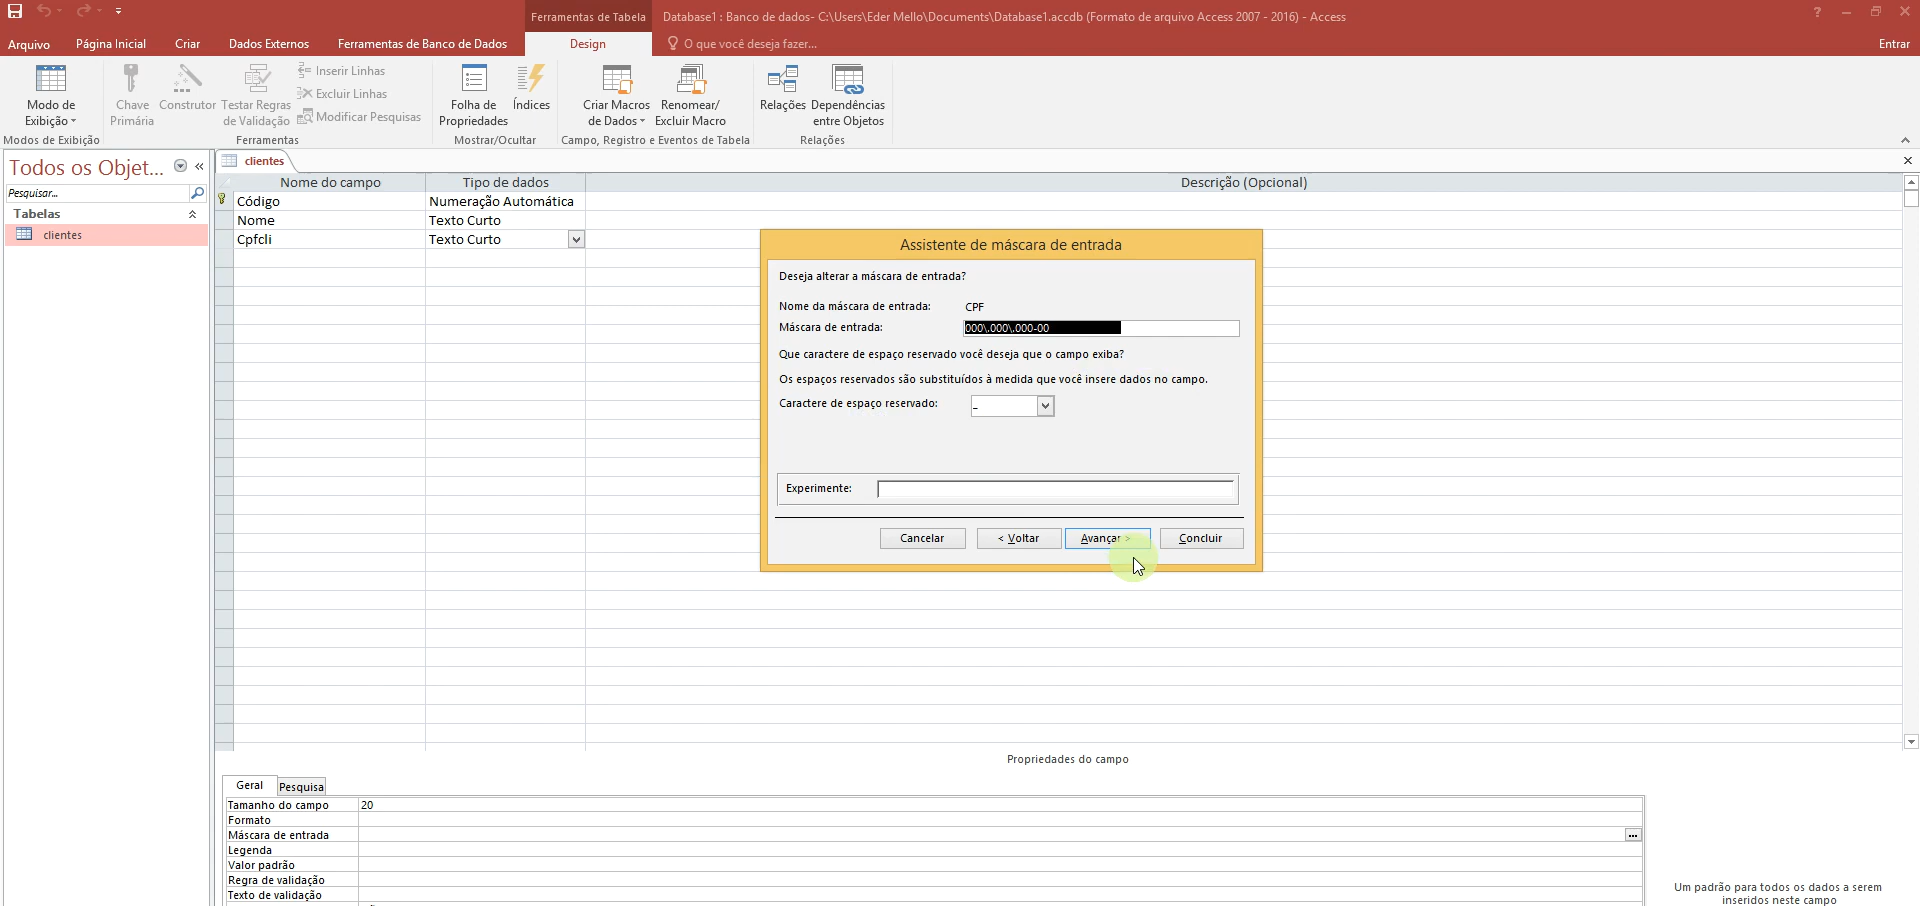 Ferramentas de Tabela
Database1 : Banco de dados- C:\Users\Eder Mello\Documents\Database1.accdb (Formato de arquivo Access 2007 - 2016) - Access
?
Arquivo
Página Inicial
Criar
Dados Externos
Ferramentas de Banco de Dados
Design
O que você deseja fazer...
Entrar
Modo de
Exibição
Chave
Primária
Construtor
Testar Regras
de Validação
Inserir Linhas
Excluir Linhas
Modificar Pesquisas
Folha de
Propriedades
Índices
Criar Macros
de Dados
Renomear/
Excluir Macro
Relações
Dependências
entre Objetos
Modos de Exibição
Ferramentas
Mostrar/Ocultar
Campo, Registro e Eventos de Tabela
Relações
Todos os Objet...
Pesquisar...
Tabelas
clientes
clientes
Nome do campo
Tipo de dados
Descrição (Opcional)
Código
Numeração Automática
Nome
Texto Curto
Cpfcli
Texto Curto
Assistente de máscara de entrada
Deseja alterar a máscara de entrada?
Nome da máscara de entrada:
CPF
Máscara de entrada:
000\.000\.000-00
Que caractere de espaço reservado você deseja que o campo exiba?
Os espaços reservados são substituídos à medida que você insere dados no campo.
Caractere de espaço reservado:
_
Experimente:
Cancelar
< Voltar
Avançar >
Concluir
Propriedades do campo
Geral
Pesquisa
Tamanho do campo
20
Formato
Máscara de entrada
...
Legenda
Valor padrão
Regra de validação
Texto de validação
Um padrão para todos os dados a serem
inseridos neste campo